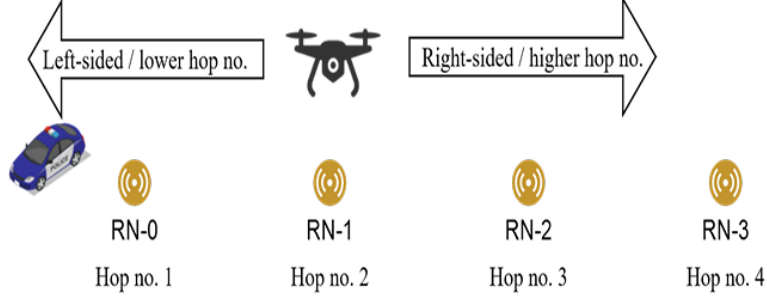 Left-sided / lower hop no.
Right-sided / higher hop no.
POLICE
RN-0
RN-1
RN-2
RN-3
Hop no. 1
Hop no. 2
Hop no. 3
Hop no. 4